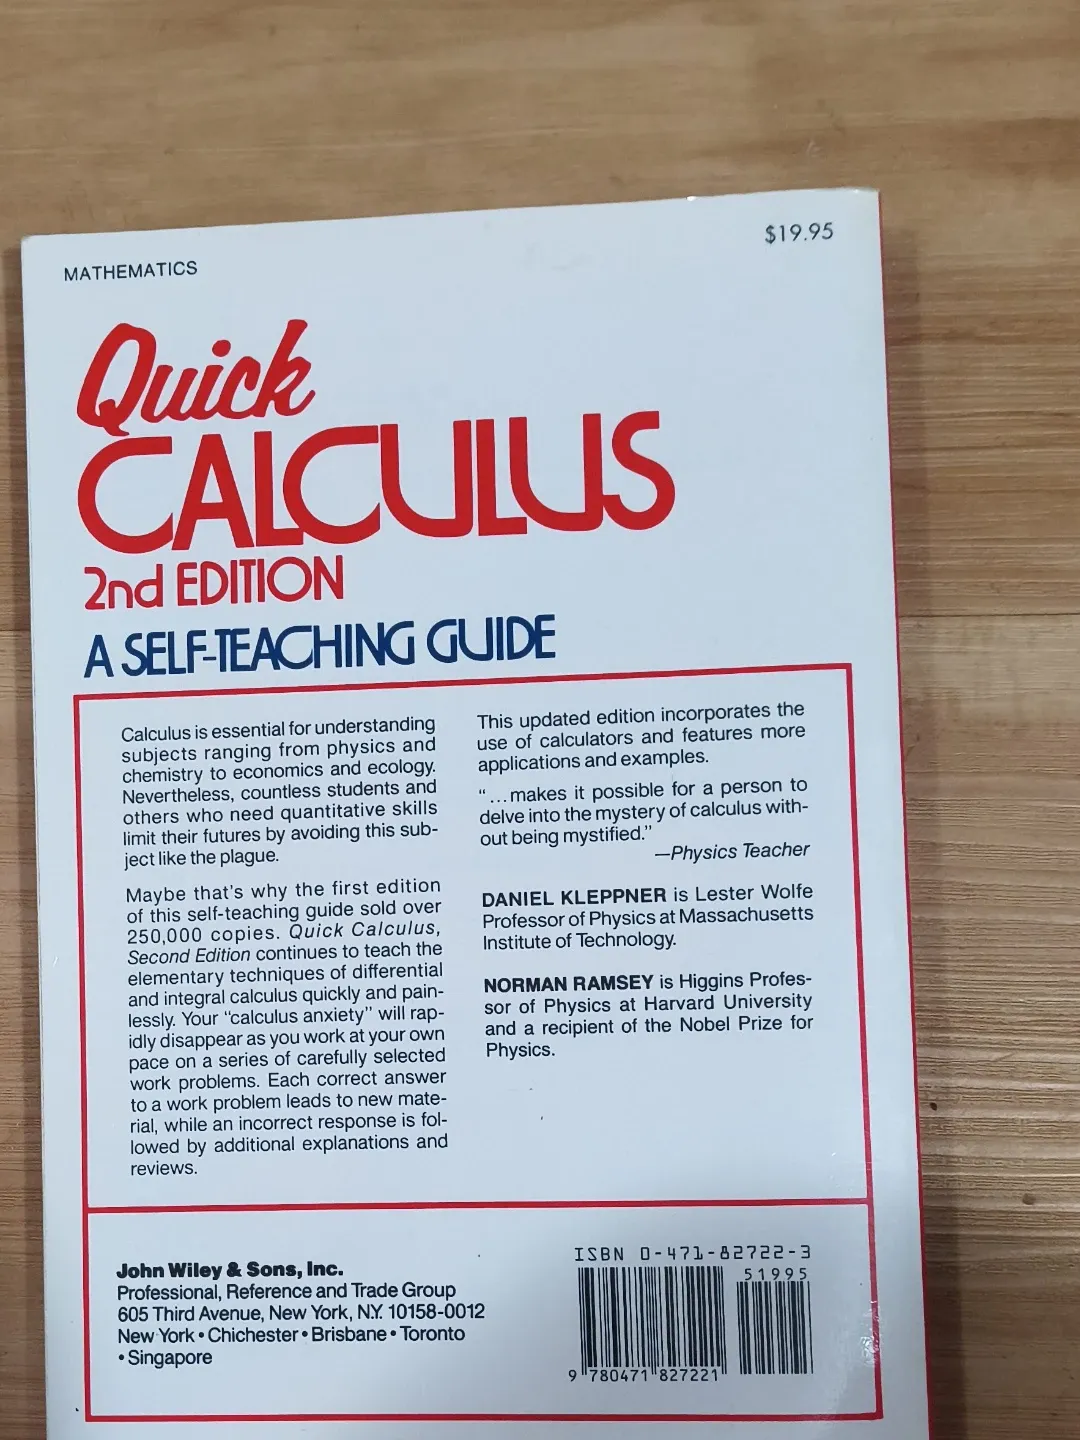 $19.95
MATHEMATICS
Quick
CALCULUS
2nd EDITION
A SELF-TEACHING GUIDE
Calculus is essential for understanding
subjects ranging from physics and
chemistry to economics and ecology.
Nevertheless, countless students and
others who need quantitative skills
limit their futures by avoiding this sub-
ject like the plague.
Maybe that's why the first edition
of this self-teaching guide sold over
250,000 copies. Quick Calculus,
Second Edition continues to teach the
elementary techniques of differential
and integral calculus quickly and pain-
lessly. Your "calculus anxiety" will rap-
idly disappear as you work at your own
pace on a series of carefully selected
work problems. Each correct answer
to a work problem leads to new mate-
rial, while an incorrect response is fol-
lowed by additional explanations and
reviews.
This updated edition incorporates the
use of calculators and features more
applications and examples.
"...makes it possible for a person to
delve into the mystery of calculus with-
out being mystified."
—Physics Teacher
DANIEL KLEPPNER is Lester Wolfe
Professor of Physics at Massachusetts
Institute of Technology.
NORMAN RAMSEY is Higgins Profes-
sor of Physics at Harvard University
and a recipient of the Nobel Prize for
Physics.
John Wiley & Sons, Inc.
Professional, Reference and Trade Group
605 Third Avenue, New York, N.Y. 10158-0012
New York • Chichester • Brisbane • Toronto
• Singapore
ISBN 0-471-82722-3
51995
9 780471 827221